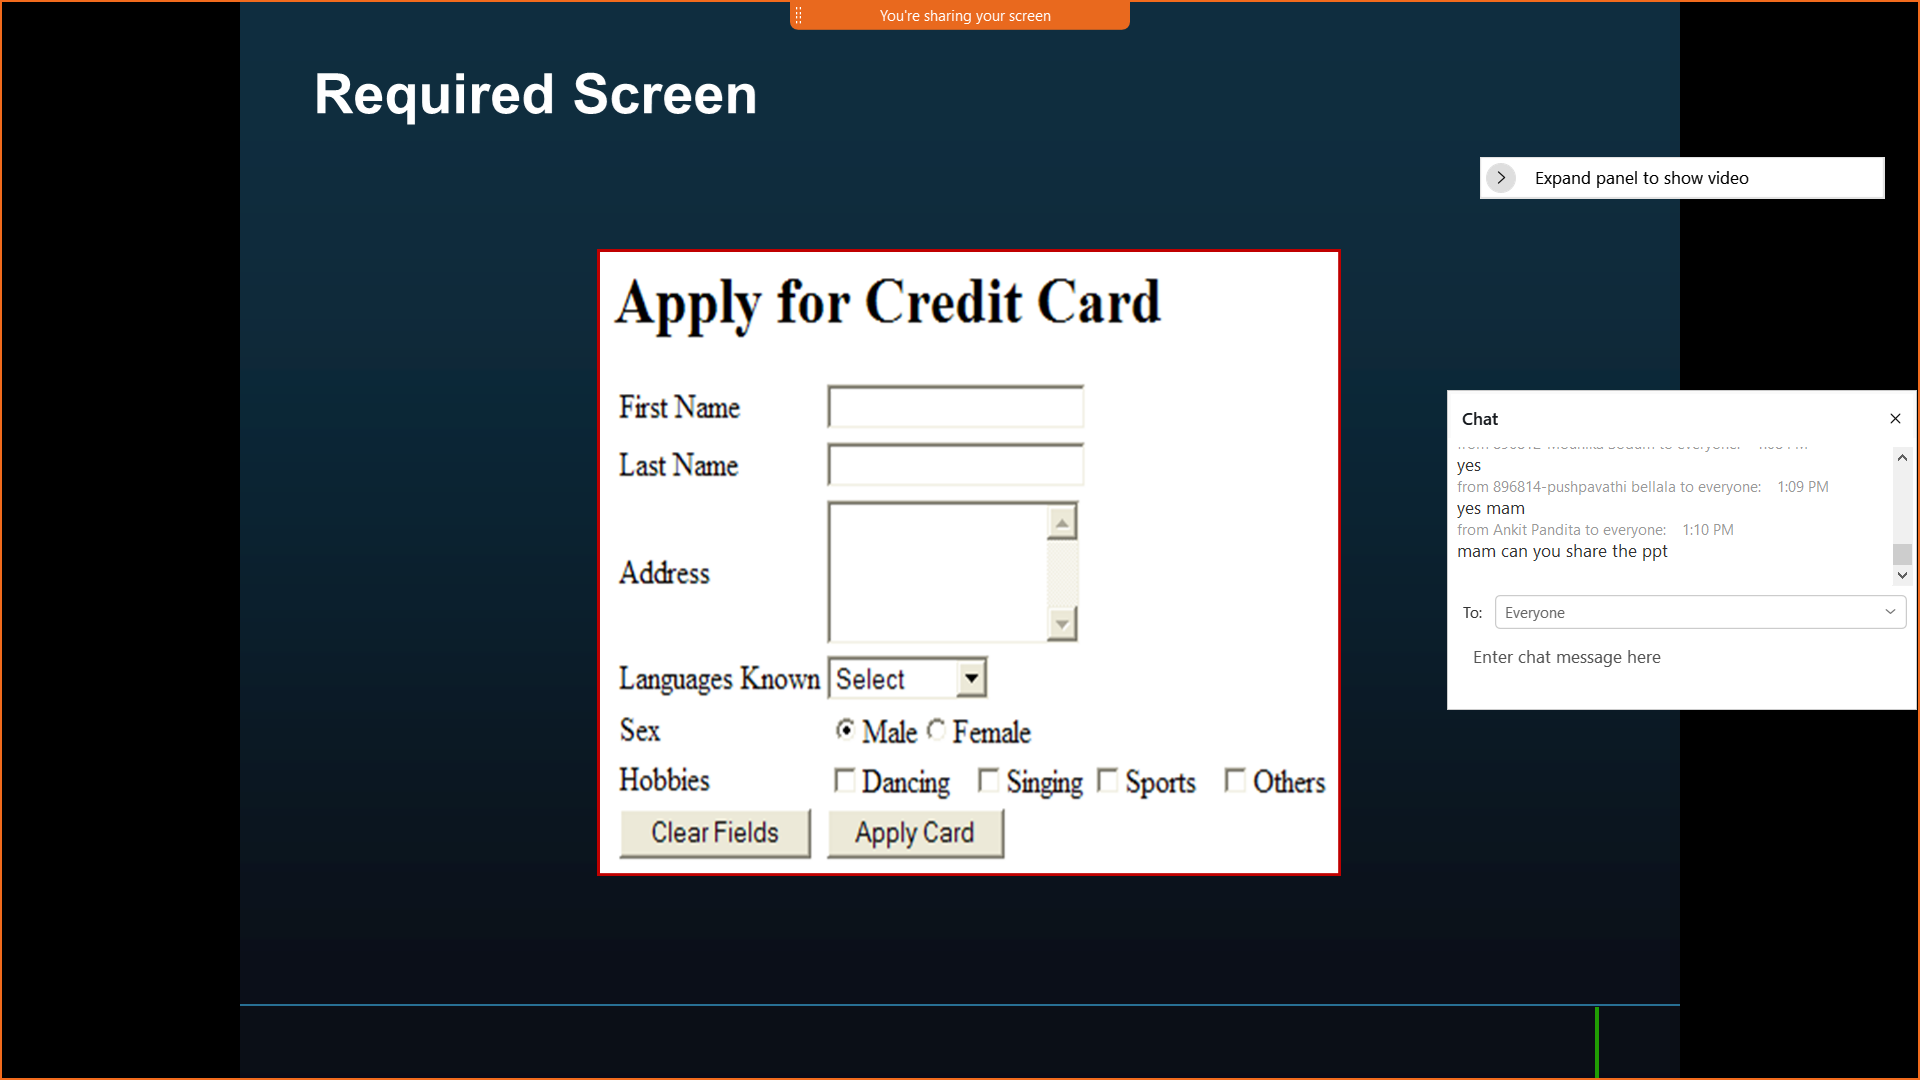 You're sharing your screen
Required Screen
Expand panel to show video
Apply for Credit Card
First Name
Last Name
Address
Languages Known Select
Sex Male Female
Hobbies Dancing Singing Sports Others
Clear Fields Apply Card
Chat
yes
from 896814-pushpavathi bellala to everyone: 1:09 PM
yes mam
from Ankit Pandita to everyone: 1:10 PM
mam can you share the ppt
To: Everyone
Enter chat message here